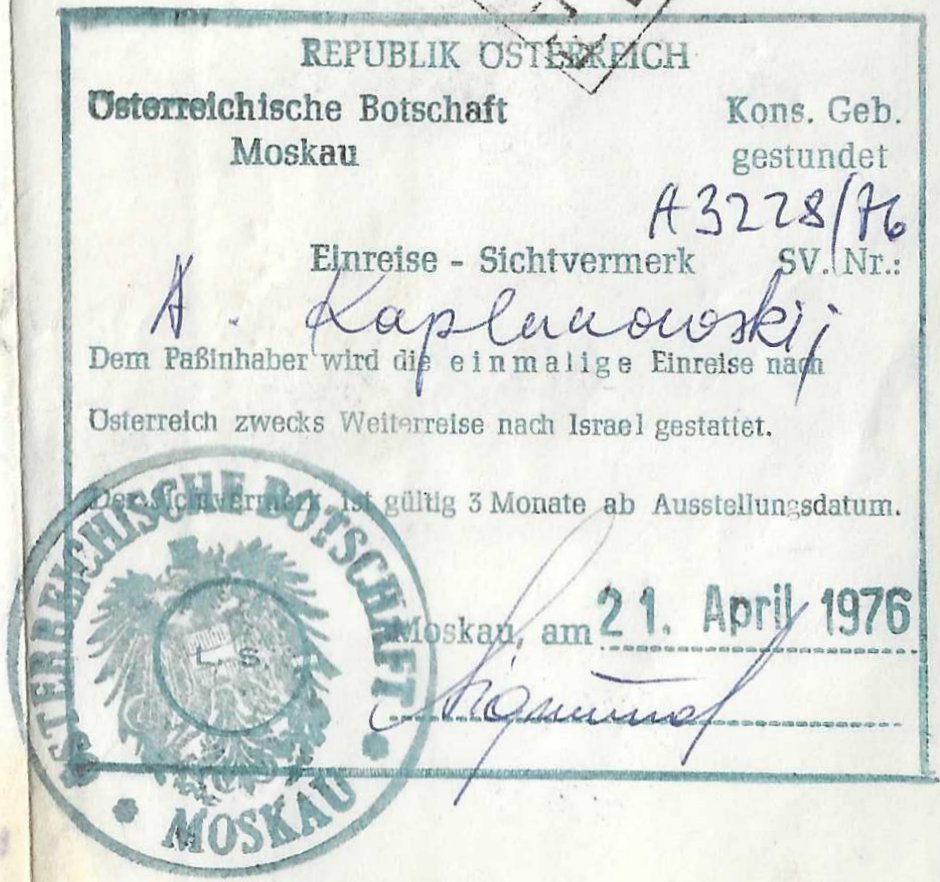 REPUBLIK ÖSTERREICH
Österreichische Botschaft
Moskau
Kons. Geb.
gestundet
A3228/76
Einreise - Sichtvermerk SV. Nr.:
A. Kaplunowskij
Dem Paßinhaber wird die einmalige Einreise nach
Österreich zwecks Weiterreise nach Israel gestattet.
Der Sichtvermerk ist gültig 3 Monate ab Ausstellungsdatum.
Moskau, am 21. April 1976
ÖSTERREICHISCHE BOTSCHAFT
L. S.
MOSKAU